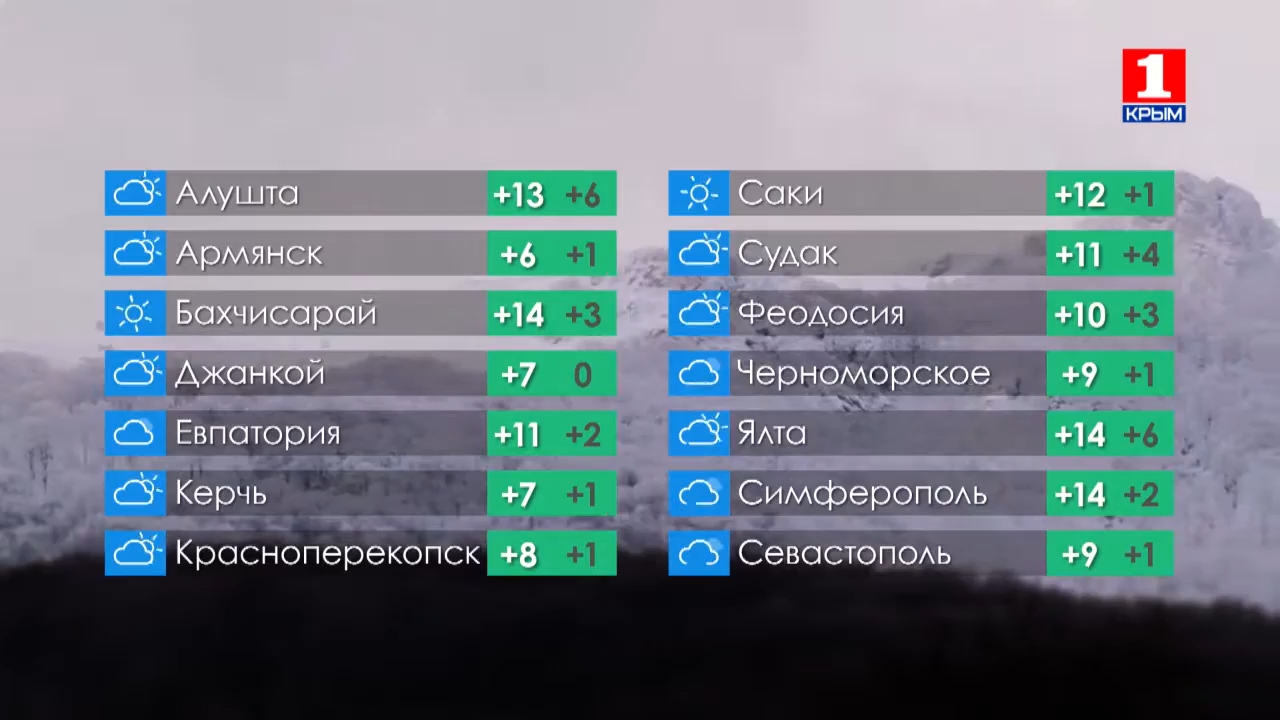 1
КРЫМ
Алушта +13 +6
Армянск +6 +1
Бахчисарай +14 +3
Джанкой +7 0
Евпатория +11 +2
Керчь +7 +1
Красноперекопск +8 +1
Саки +12 +1
Судак +11 +4
Феодосия +10 +3
Черноморское +9 +1
Ялта +14 +6
Симферополь +14 +2
Севастополь +9 +1